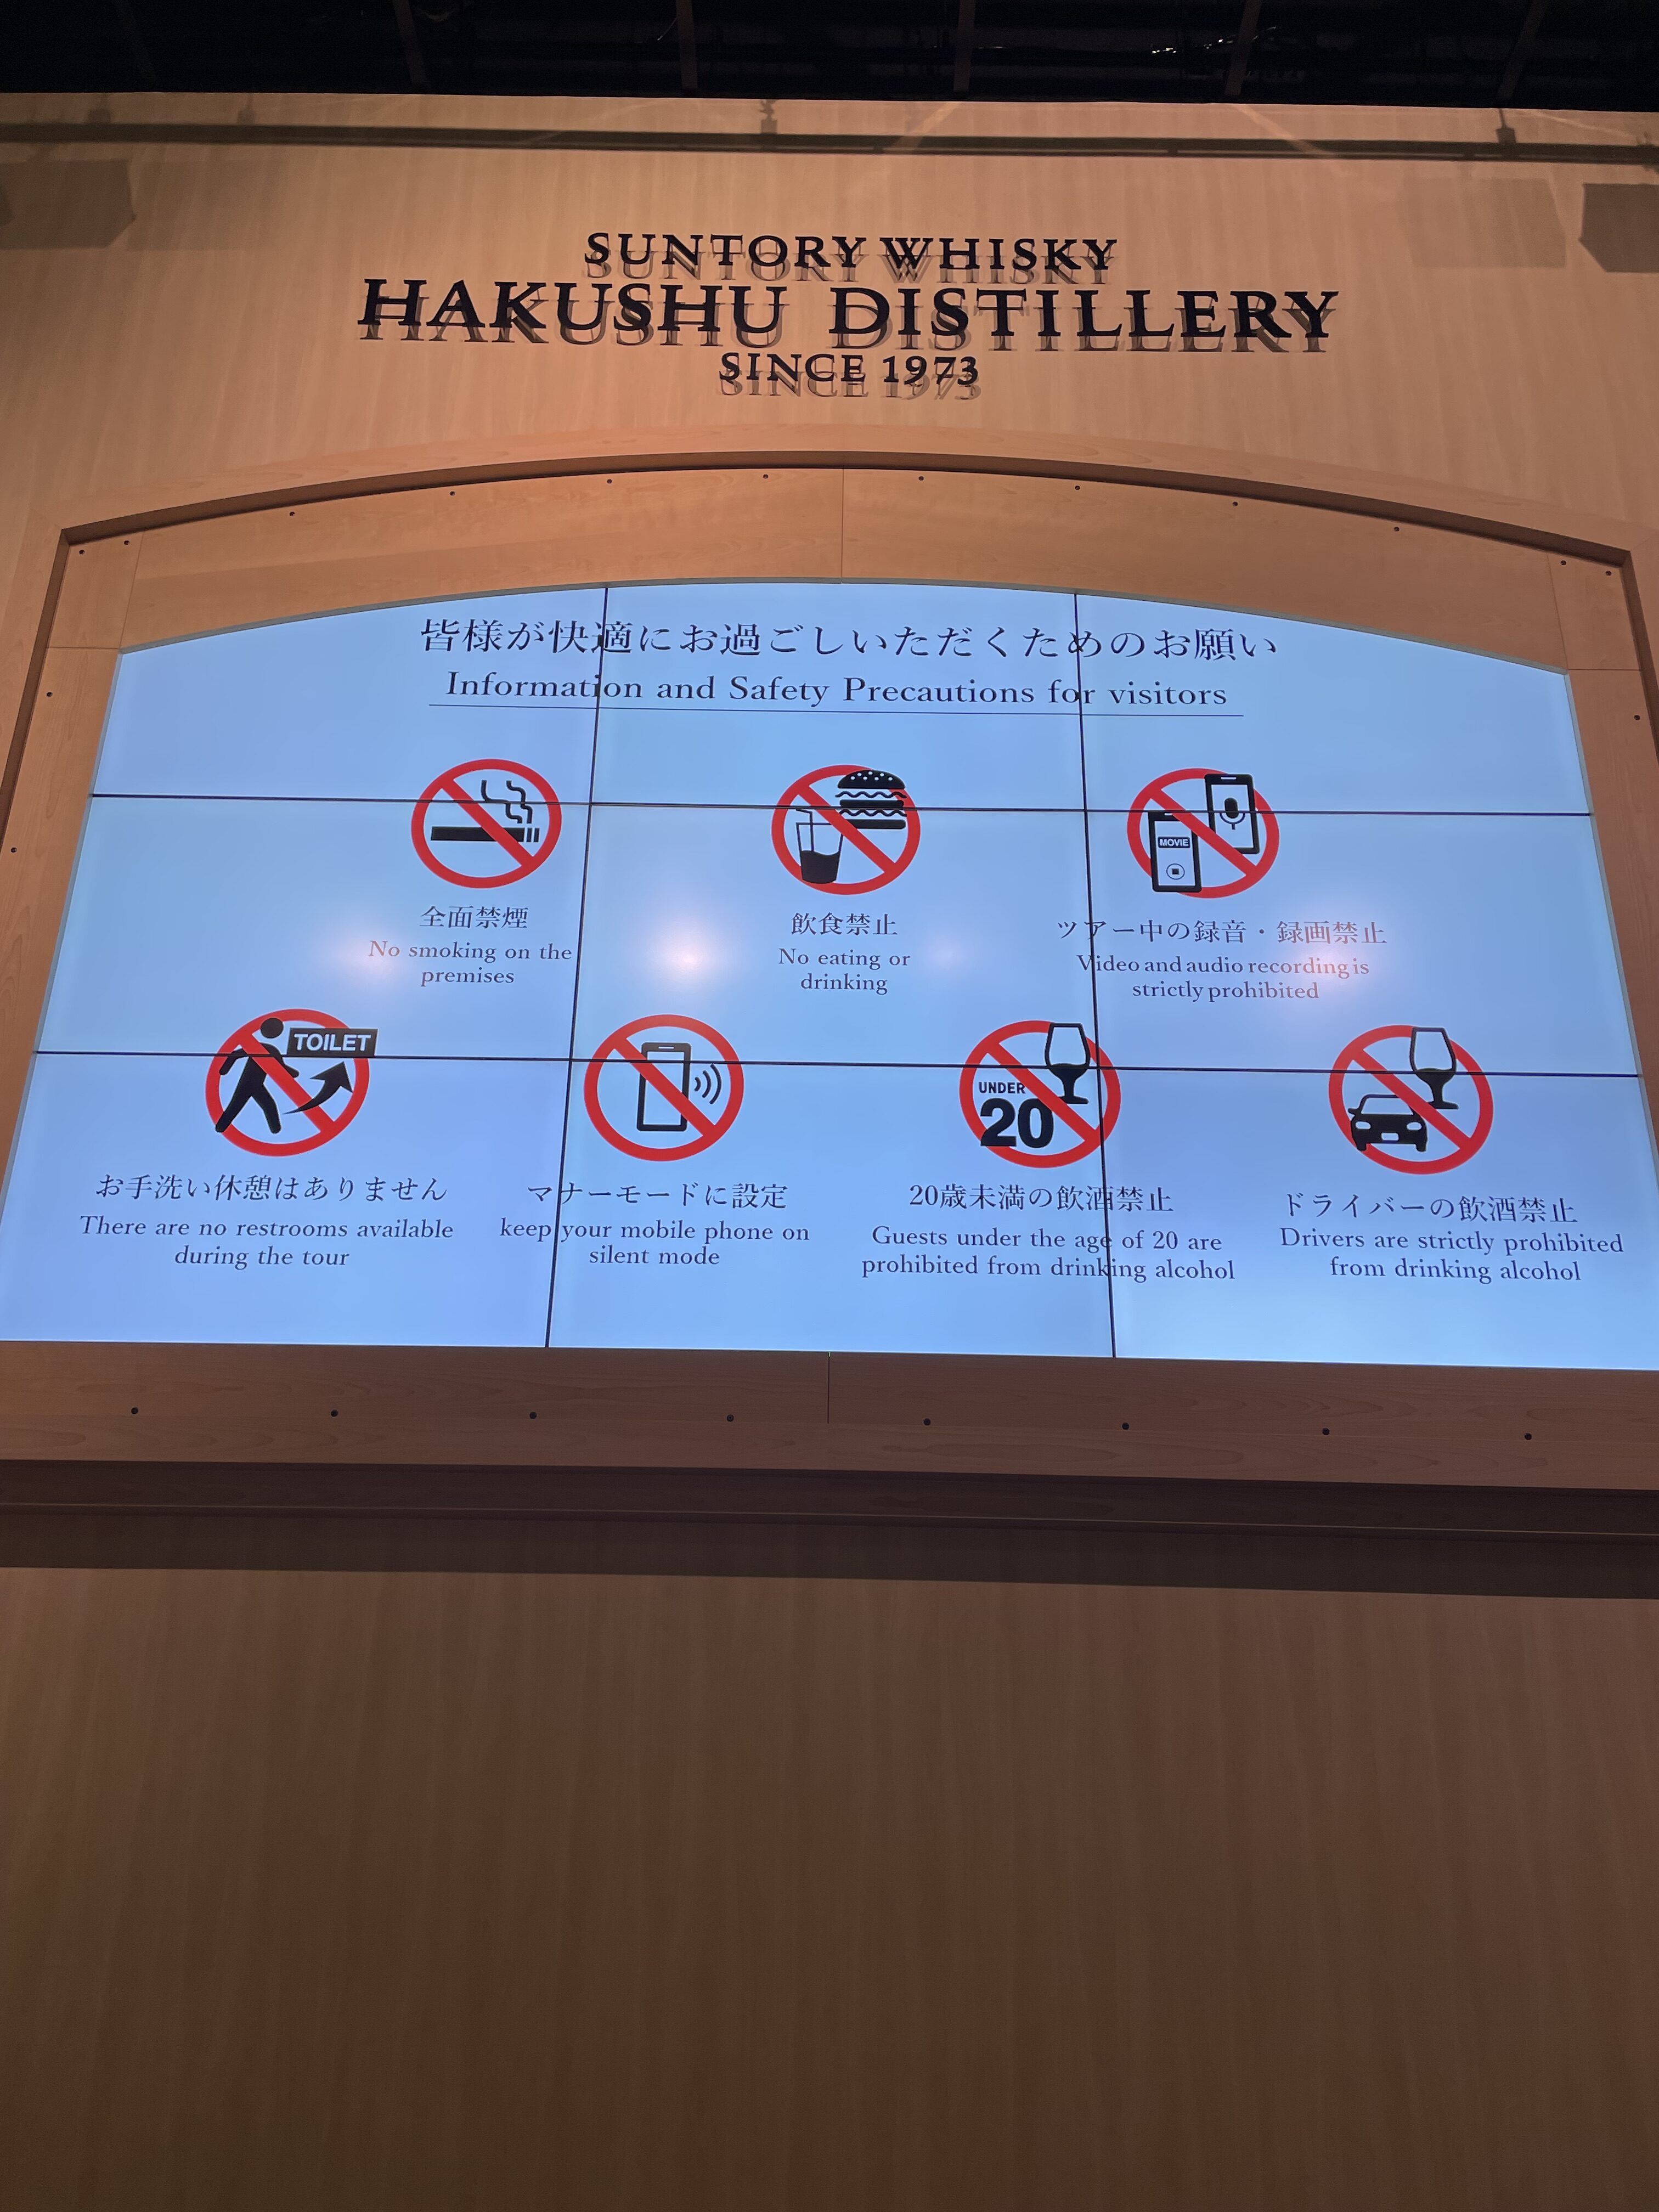 SUNTORY WHISKY
HAKUSHU DISTILLERY
SINCE 1973
皆様が快適にお過ごしいただくためのお願い
Information and Safety Precautions for visitors
全面禁煙
No smoking on the
premises
飲食禁止
No eating or
drinking
MOVIE
ツアー中の録音・録画禁止
Video and audio recording is
strictly prohibited
TOILET
お手洗い休憩はありません
There are no restrooms available
during the tour
マナーモードに設定
keep your mobile phone on
silent mode
UNDER
20
20歳未満の飲酒禁止
Guests under the age of 20 are
prohibited from drinking alcohol
ドライバーの飲酒禁止
Drivers are strictly prohibited
from drinking alcohol